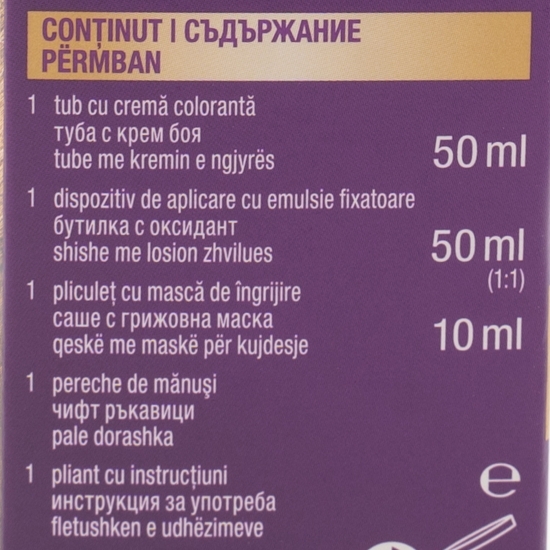 CONȚINUT | СЪДЪРЖАНИЕ
PËRMBAN
1 tub cu cremă colorantă
туба с крем боя
tube me kremin e ngjyrës
50 ml
1 dispozitiv de aplicare cu emulsie fixatoare
бутилка с оксидант
shishe me losion zhvilues
50 ml
(1:1)
1 pliculeț cu mască de îngrijire
саше с грижовна маска
qeskë me maskë për kujdesje
10 ml
1 pereche de mănuși
чифт ръкавици
pale dorashka
1 pliant cu instrucțiuni
инструкция за употреба
fletushken e udhëzimeve
℮